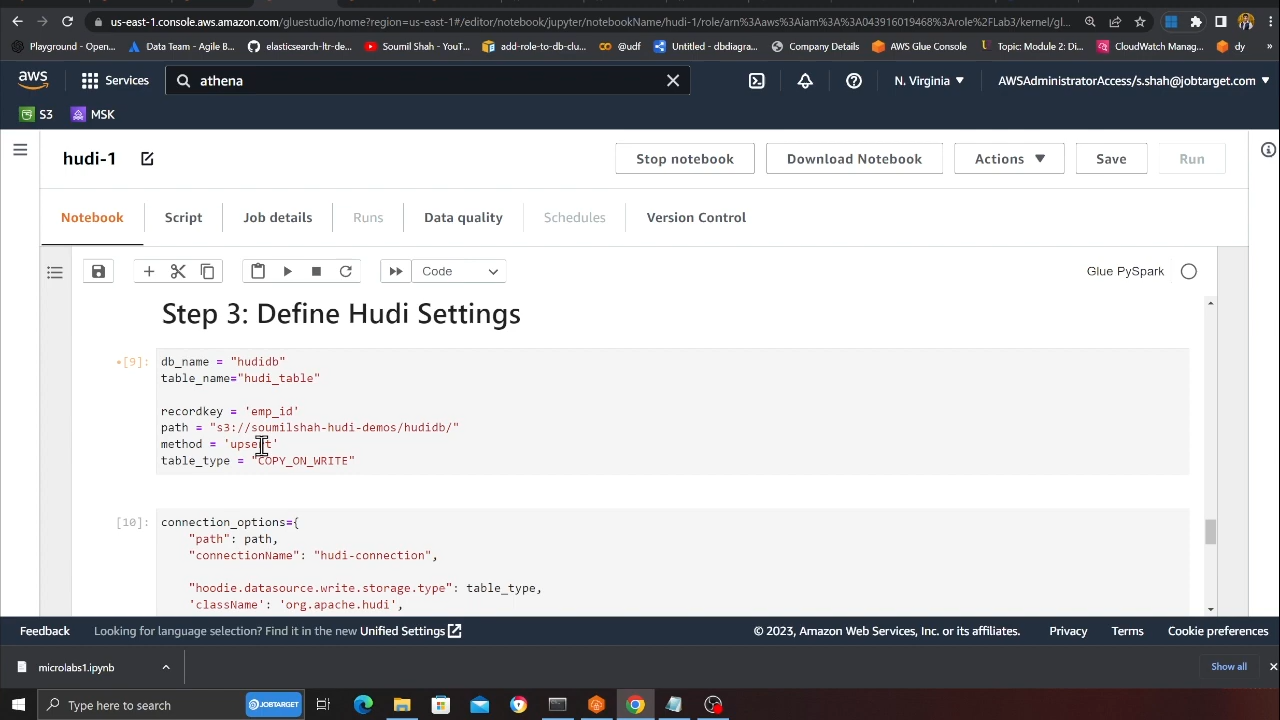 us-east-1.console.aws.amazon.com/gluestudio/home?region=us-east-1#/editor/notebook/jupyter/notebookName/hudi-1/role/arn%3Aaws%3Aiam%3A%3A043916019468%3Arole%2FLab3/kernel/gl...
Playground - Open... Data Team - Agile B... elasticsearch-ltr-de... Soumil Shah - YouT... add-role-to-db-clu... @udf Untitled - dbdiagra... Company Details AWS Glue Console Topic: Module 2: Di... CloudWatch Manag... dy »
aws Services athena N. Virginia AWSAdministratorAccess/s.shah@jobtarget.com
S3 MSK
hudi-1 Stop notebook Download Notebook Actions Save Run
Notebook Script Job details Runs Data quality Schedules Version Control
Code Glue PySpark
Step 3: Define Hudi Settings
[9]: db_name = "hudidb"
table_name="hudi_table"
recordkey = 'emp_id'
path = "s3://soumilshah-hudi-demos/hudidb/"
method = 'upsert'
table_type = "COPY_ON_WRITE"
[10]: connection_options={
"path": path,
"connectionName": "hudi-connection",
"hoodie.datasource.write.storage.type": table_type,
'className': 'org.apache.hudi',
Feedback Looking for language selection? Find it in the new Unified Settings © 2023, Amazon Web Services, Inc. or its affiliates. Privacy Terms Cookie preferences
microlabs1.ipynb Show all
Type here to search JOBTARGET